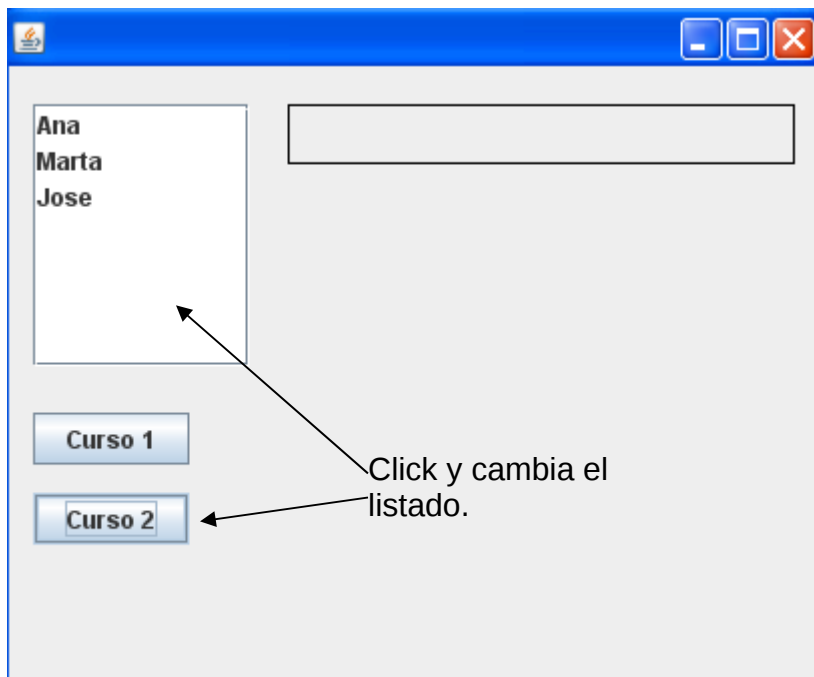 Ana
Marta
Jose
Curso 1
Click y cambia el
listado.
Curso 2